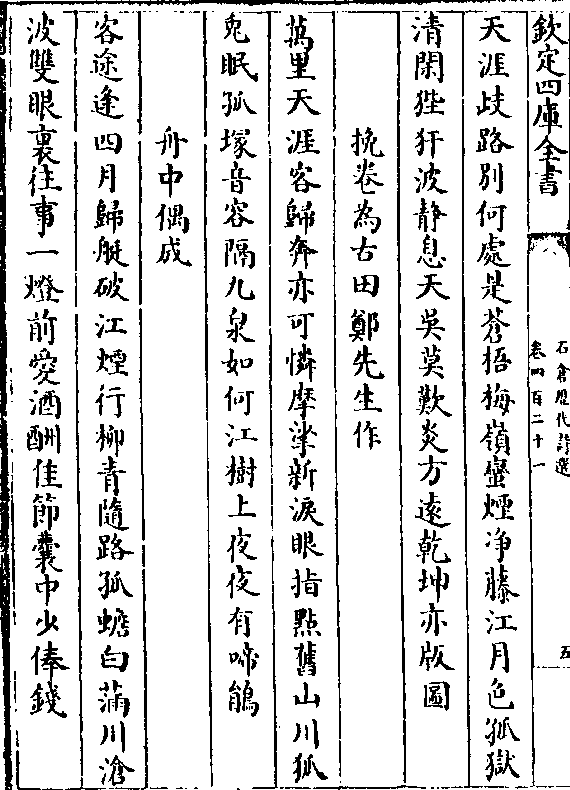 欽定四庫全書
石倉歷代詩選
卷四百二十一
五
天涯歧路别何處是蒼梧梅嶺蠻煙净藤江月色孤獄
清閑狴犴波静息天吳莫歎炎方逺乾坤亦版圖
挽卷為古田鄭先生作
萬里天涯客歸奔亦可憐摩挲新淚眼指點舊山川狐
兎眠孤塚音容隔九泉如何江樹上夜夜有啼鵑
舟中偶成
客途逢四月歸艇破江煙行柳青隨路孤蟾白滿川滄
波雙眼裏往事一燈前愛酒酬佳節囊中少俸錢